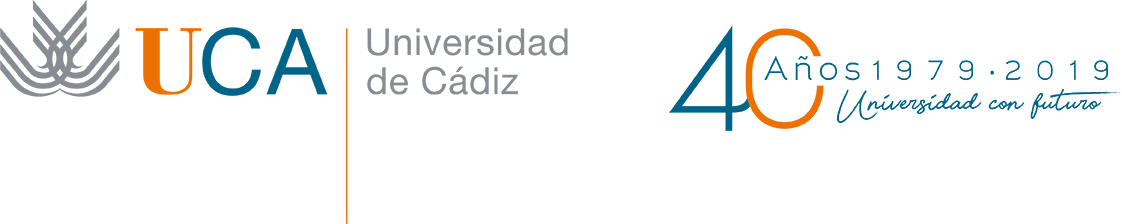 UCA
Universidad
de Cádiz
40
Años 1979·2019
Universidad con futuro